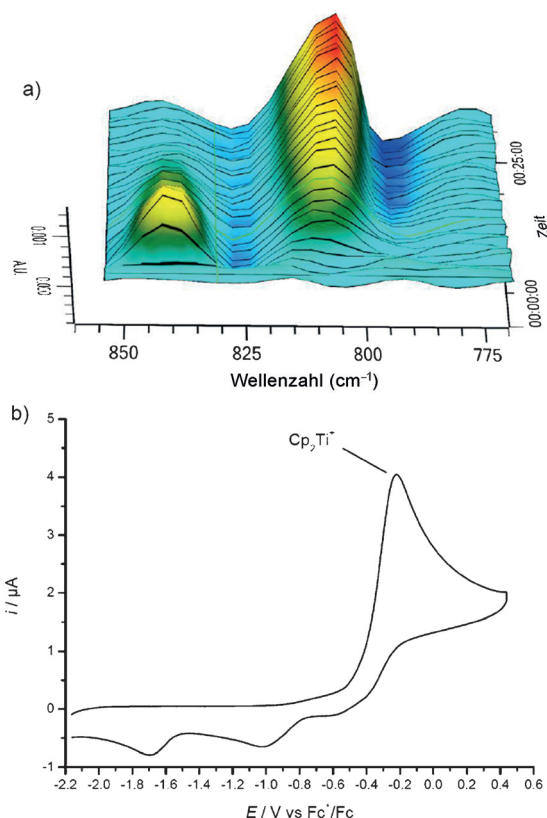 a)
0.001
0.000
A.U.
00:25:00
Zeit
00:00:00
850 825 800 775
Wellenzahl (cm⁻¹)
b)
Cp₂Ti⁺
5
4
3
2
1
0
-1
i / µA
-2.2 -2.0 -1.8 -1.6 -1.4 -1.2 -1.0 -0.8 -0.6 -0.4 -0.2 0.0 0.2 0.4 0.6
E / V vs Fc⁺/Fc